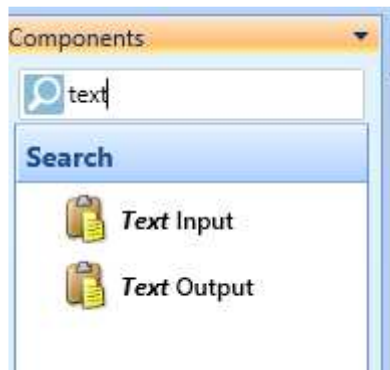 Components
text
Search
Text Input
Text Output